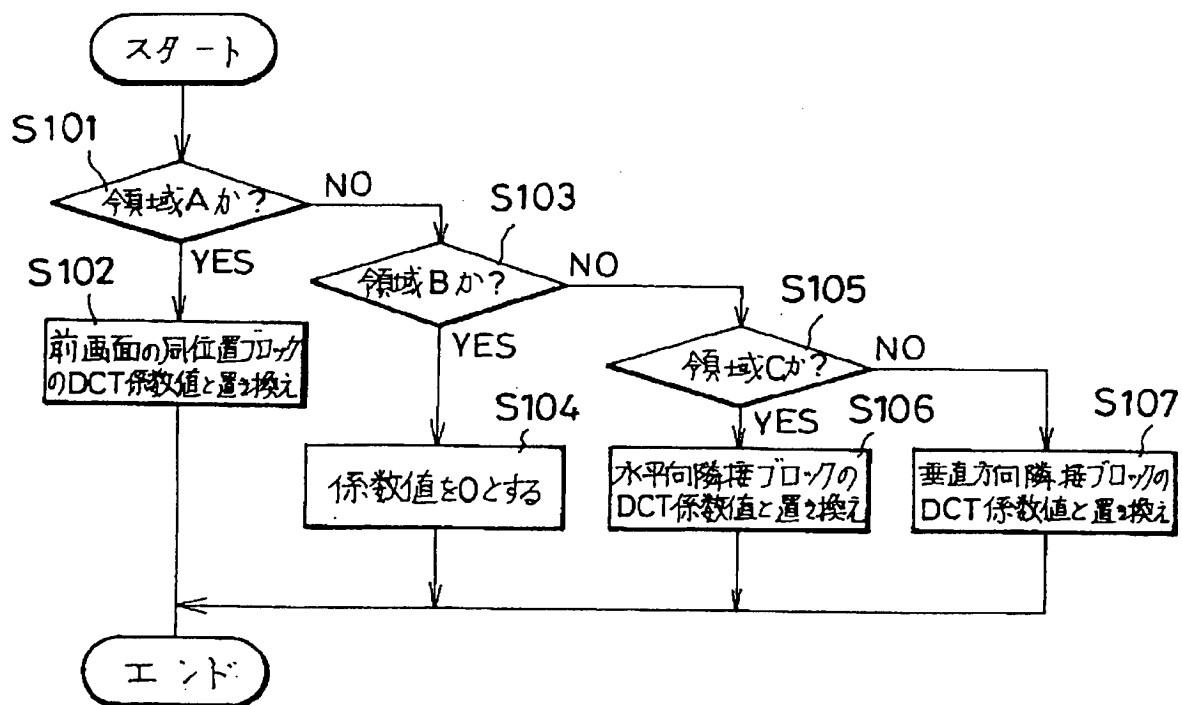 スタート
S101
領域Aか?
NO
YES
S103
領域Bか?
NO
YES
S102
前画面の同位置ブロック
のDCT係数値と置き換え
S105
領域Cか?
NO
YES
S104
係数値を0とする
S106
水平向隣接ブロックの
DCT係数値と置き換え
S107
垂直方向隣接ブロックの
DCT係数値と置き換え
エンド